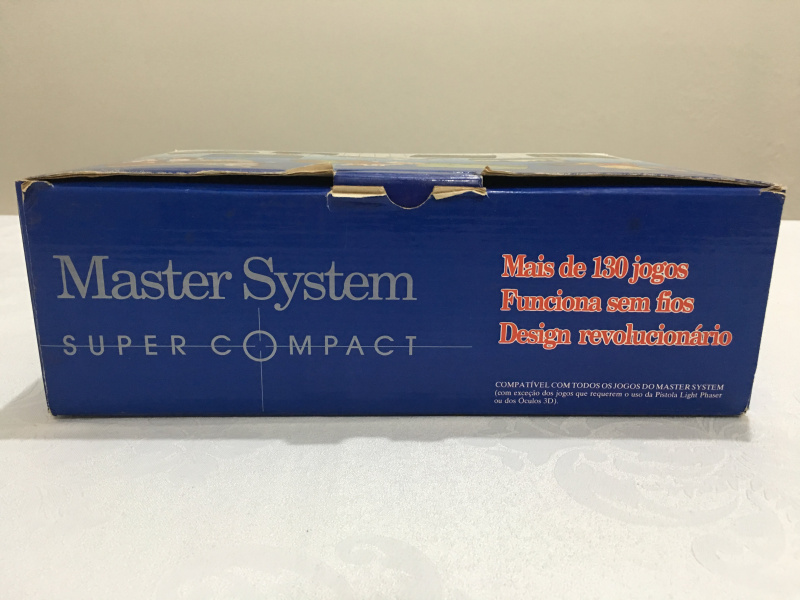 Master System
SUPER COMPACT
Mais de 130 jogos
Funciona sem fios
Design revolucionário
COMPATÍVEL COM TODOS OS JOGOS DO MASTER SYSTEM
(com exceção dos jogos que requerem o uso da Pistola Light Phaser
ou dos Óculos 3D).